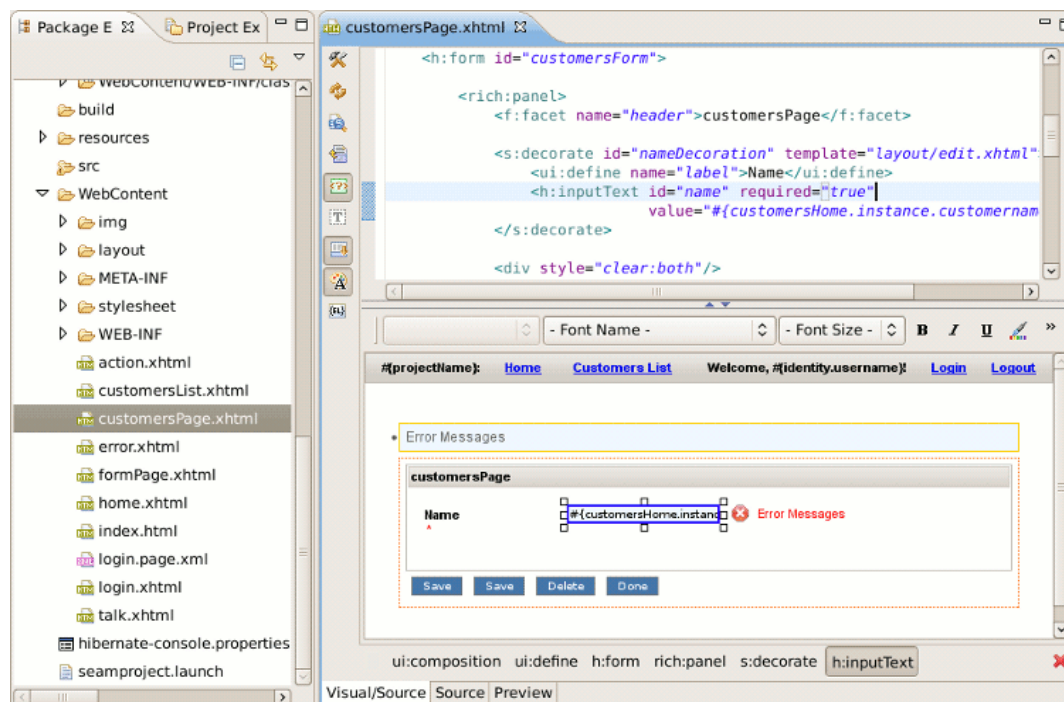 Package E
Project Ex
WebContent/WEB-INF/clas
build
resources
src
WebContent
img
layout
META-INF
stylesheet
WEB-INF
action.xhtml
customersList.xhtml
customersPage.xhtml
error.xhtml
formPage.xhtml
home.xhtml
index.html
login.page.xml
login.xhtml
talk.xhtml
hibernate-console.properties
seamproject.launch
customersPage.xhtml
<h:form id="customersForm">
<rich:panel>
<f:facet name="header">customersPage</f:facet>
<s:decorate id="nameDecoration" template="layout/edit.xhtml"
<ui:define name="label">Name</ui:define>
<h:inputText id="name" required="true"
value="#{customersHome.instance.customernam
</s:decorate>
<div style="clear:both"/>
- Font Name - - Font Size - B I U »
#{projectName}: Home Customers List Welcome, #{identity.username}! Login Logout
Error Messages
customersPage
Name #{customersHome.instanc Error Messages
*
Save Save Delete Done
ui:composition ui:define h:form rich:panel s:decorate h:inputText
Visual/Source Source Preview